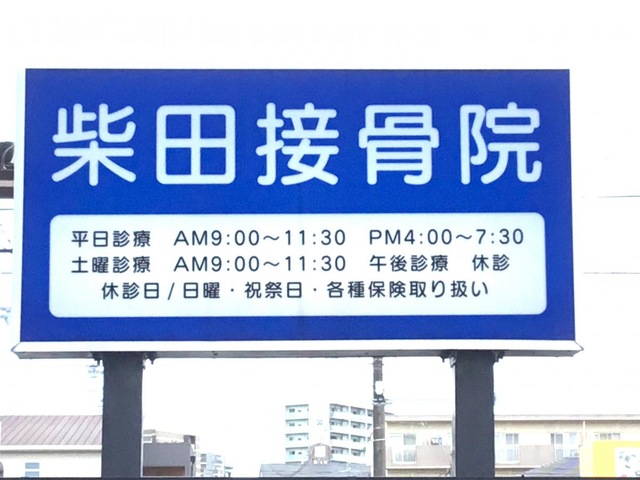 柴田接骨院
平日診療　AM9:00〜11:30　PM4:00〜7:30
土曜診療　AM9:00〜11:30　午後診療　休診
休診日/日曜・祝祭日・各種保険取り扱い